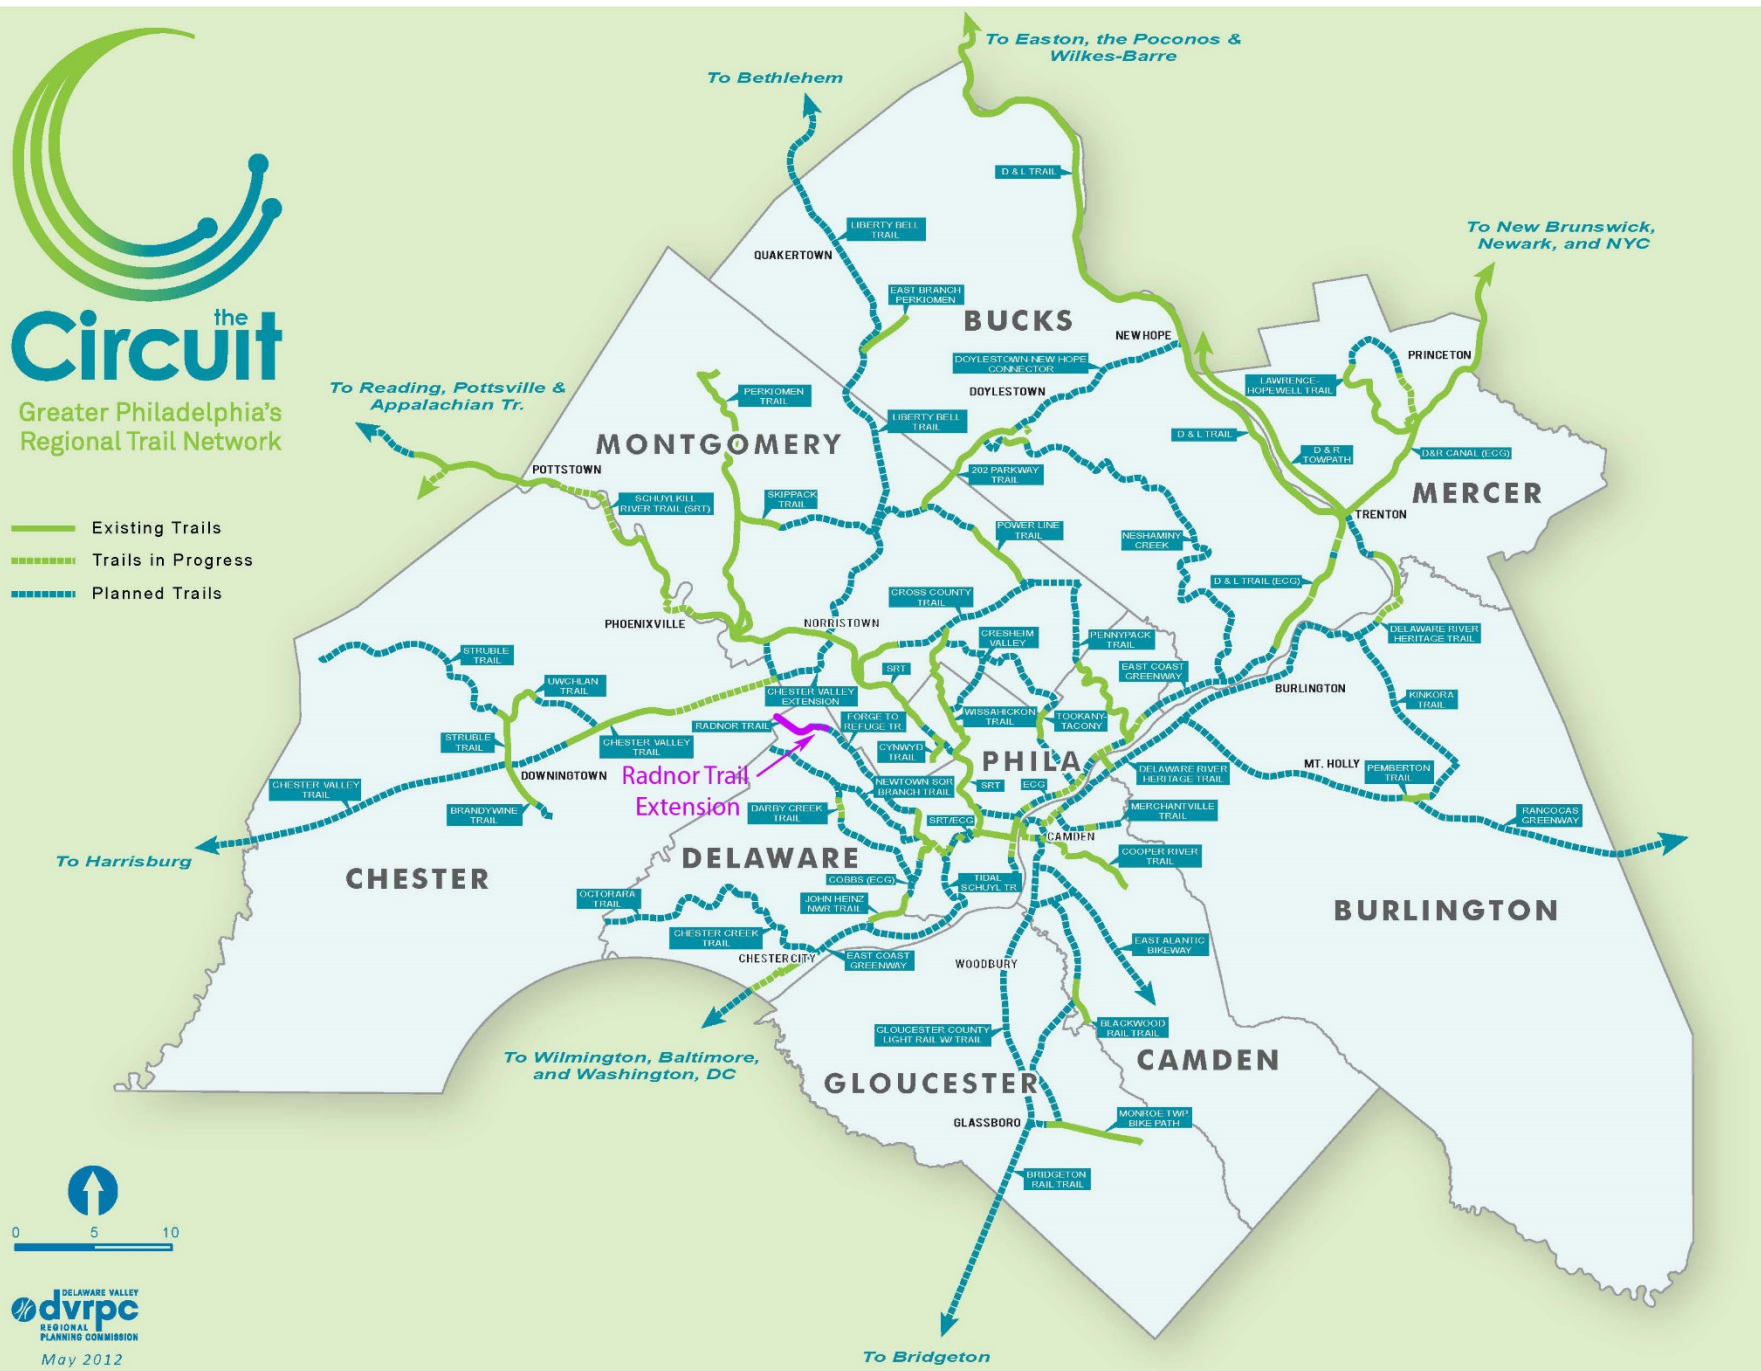 To Easton, the Poconos &
Wilkes-Barre
To Bethlehem
D & L TRAIL
LIBERTY BELL
TRAIL
To New Brunswick,
Newark, and NYC
QUAKERTOWN
EAST BRANCH
PERKIOMEN
the
Circuit
Greater Philadelphia's
Regional Trail Network
BUCKS
NEW HOPE
PRINCETON
DOYLESTOWN-NEW HOPE
CONNECTOR
DOYLESTOWN
LAWRENCE-
HOPEWELL TRAIL
To Reading, Pottsville &
Appalachian Tr.
PERKIOMEN
TRAIL
LIBERTY BELL
TRAIL
MONTGOMERY
D & L TRAIL
D & R
TOWPATH
D&R CANAL (ECG)
POTTSTOWN
202 PARKWAY
TRAIL
MERCER
SCHUYLKILL
RIVER TRAIL (SRT)
SKIPPACK
TRAIL
TRENTON
Existing Trails
Trails in Progress
Planned Trails
POWER LINE
TRAIL
NESHAMINY
CREEK
D & L TRAIL (ECG)
CROSS COUNTY
TRAIL
PHOENIXVILLE
NORRISTOWN
CRESHEIM
VALLEY
PENNYPACK
TRAIL
DELAWARE RIVER
HERITAGE TRAIL
STRUBLE
TRAIL
SRT
EAST COAST
GREENWAY
UWCHLAN
TRAIL
CHESTER VALLEY
EXTENSION
BURLINGTON
KINKORA
TRAIL
RADNOR TRAIL
FORGE TO
REFUGE TR.
WISSAHICKON
TRAIL
TOOKANY-
TACONY
STRUBLE
TRAIL
CHESTER VALLEY
TRAIL
CYNWYD
TRAIL
PHILA
DOWNINGTOWN
Radnor Trail
Extension
DELAWARE RIVER
HERITAGE TRAIL
MT. HOLLY
PEMBERTON
TRAIL
CHESTER VALLEY
TRAIL
NEWTOWN SQR
BRANCH TRAIL
SRT
ECG
BRANDYWINE
TRAIL
DARBY CREEK
TRAIL
MERCHANTVILLE
TRAIL
RANCOCAS
GREENWAY
SRT/ECG
CAMDEN
To Harrisburg
DELAWARE
COOPER RIVER
TRAIL
CHESTER
COBBS (ECG)
TIDAL
SCHUYL TR
OCTORARA
TRAIL
JOHN HEINZ
NWR TRAIL
BURLINGTON
CHESTER CREEK
TRAIL
EAST ALANTIC
BIKEWAY
CHESTER CITY
EAST COAST
GREENWAY
WOODBURY
GLOUCESTER COUNTY
LIGHT RAIL W/ TRAIL
BLACKWOOD
RAIL TRAIL
To Wilmington, Baltimore,
and Washington, DC
CAMDEN
GLOUCESTER
GLASSBORO
MONROE TWP
BIKE PATH
BRIDGETON
RAIL TRAIL
0 5 10
DELAWARE VALLEY
dvrpc
REGIONAL
PLANNING COMMISSION
May 2012
To Bridgeton